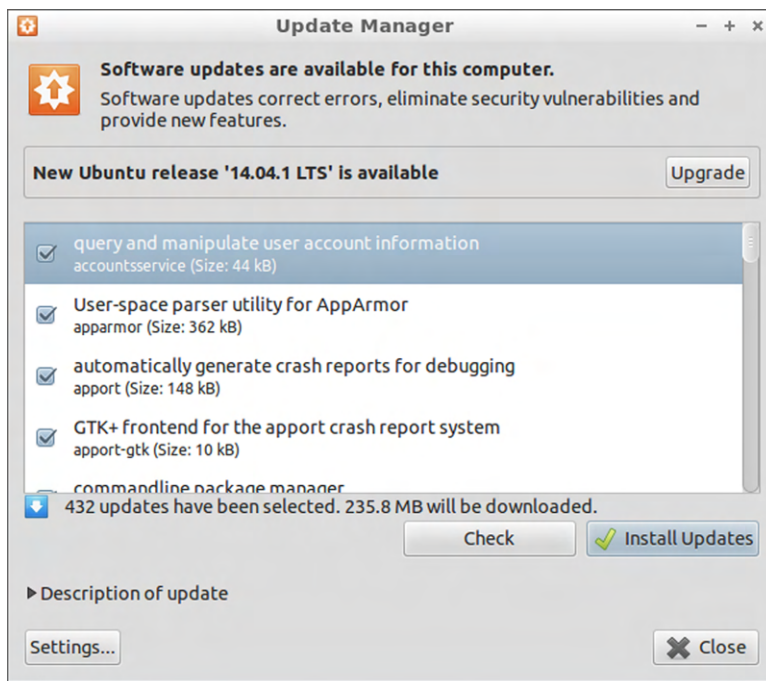 Update Manager
Software updates are available for this computer.
Software updates correct errors, eliminate security vulnerabilities and
provide new features.
New Ubuntu release '14.04.1 LTS' is available
Upgrade
query and manipulate user account information
accountsservice (Size: 44 kB)
User-space parser utility for AppArmor
apparmor (Size: 362 kB)
automatically generate crash reports for debugging
apport (Size: 148 kB)
GTK+ frontend for the apport crash report system
apport-gtk (Size: 10 kB)
commandline package manager
432 updates have been selected. 235.8 MB will be downloaded.
Check
Install Updates
Description of update
Settings...
Close